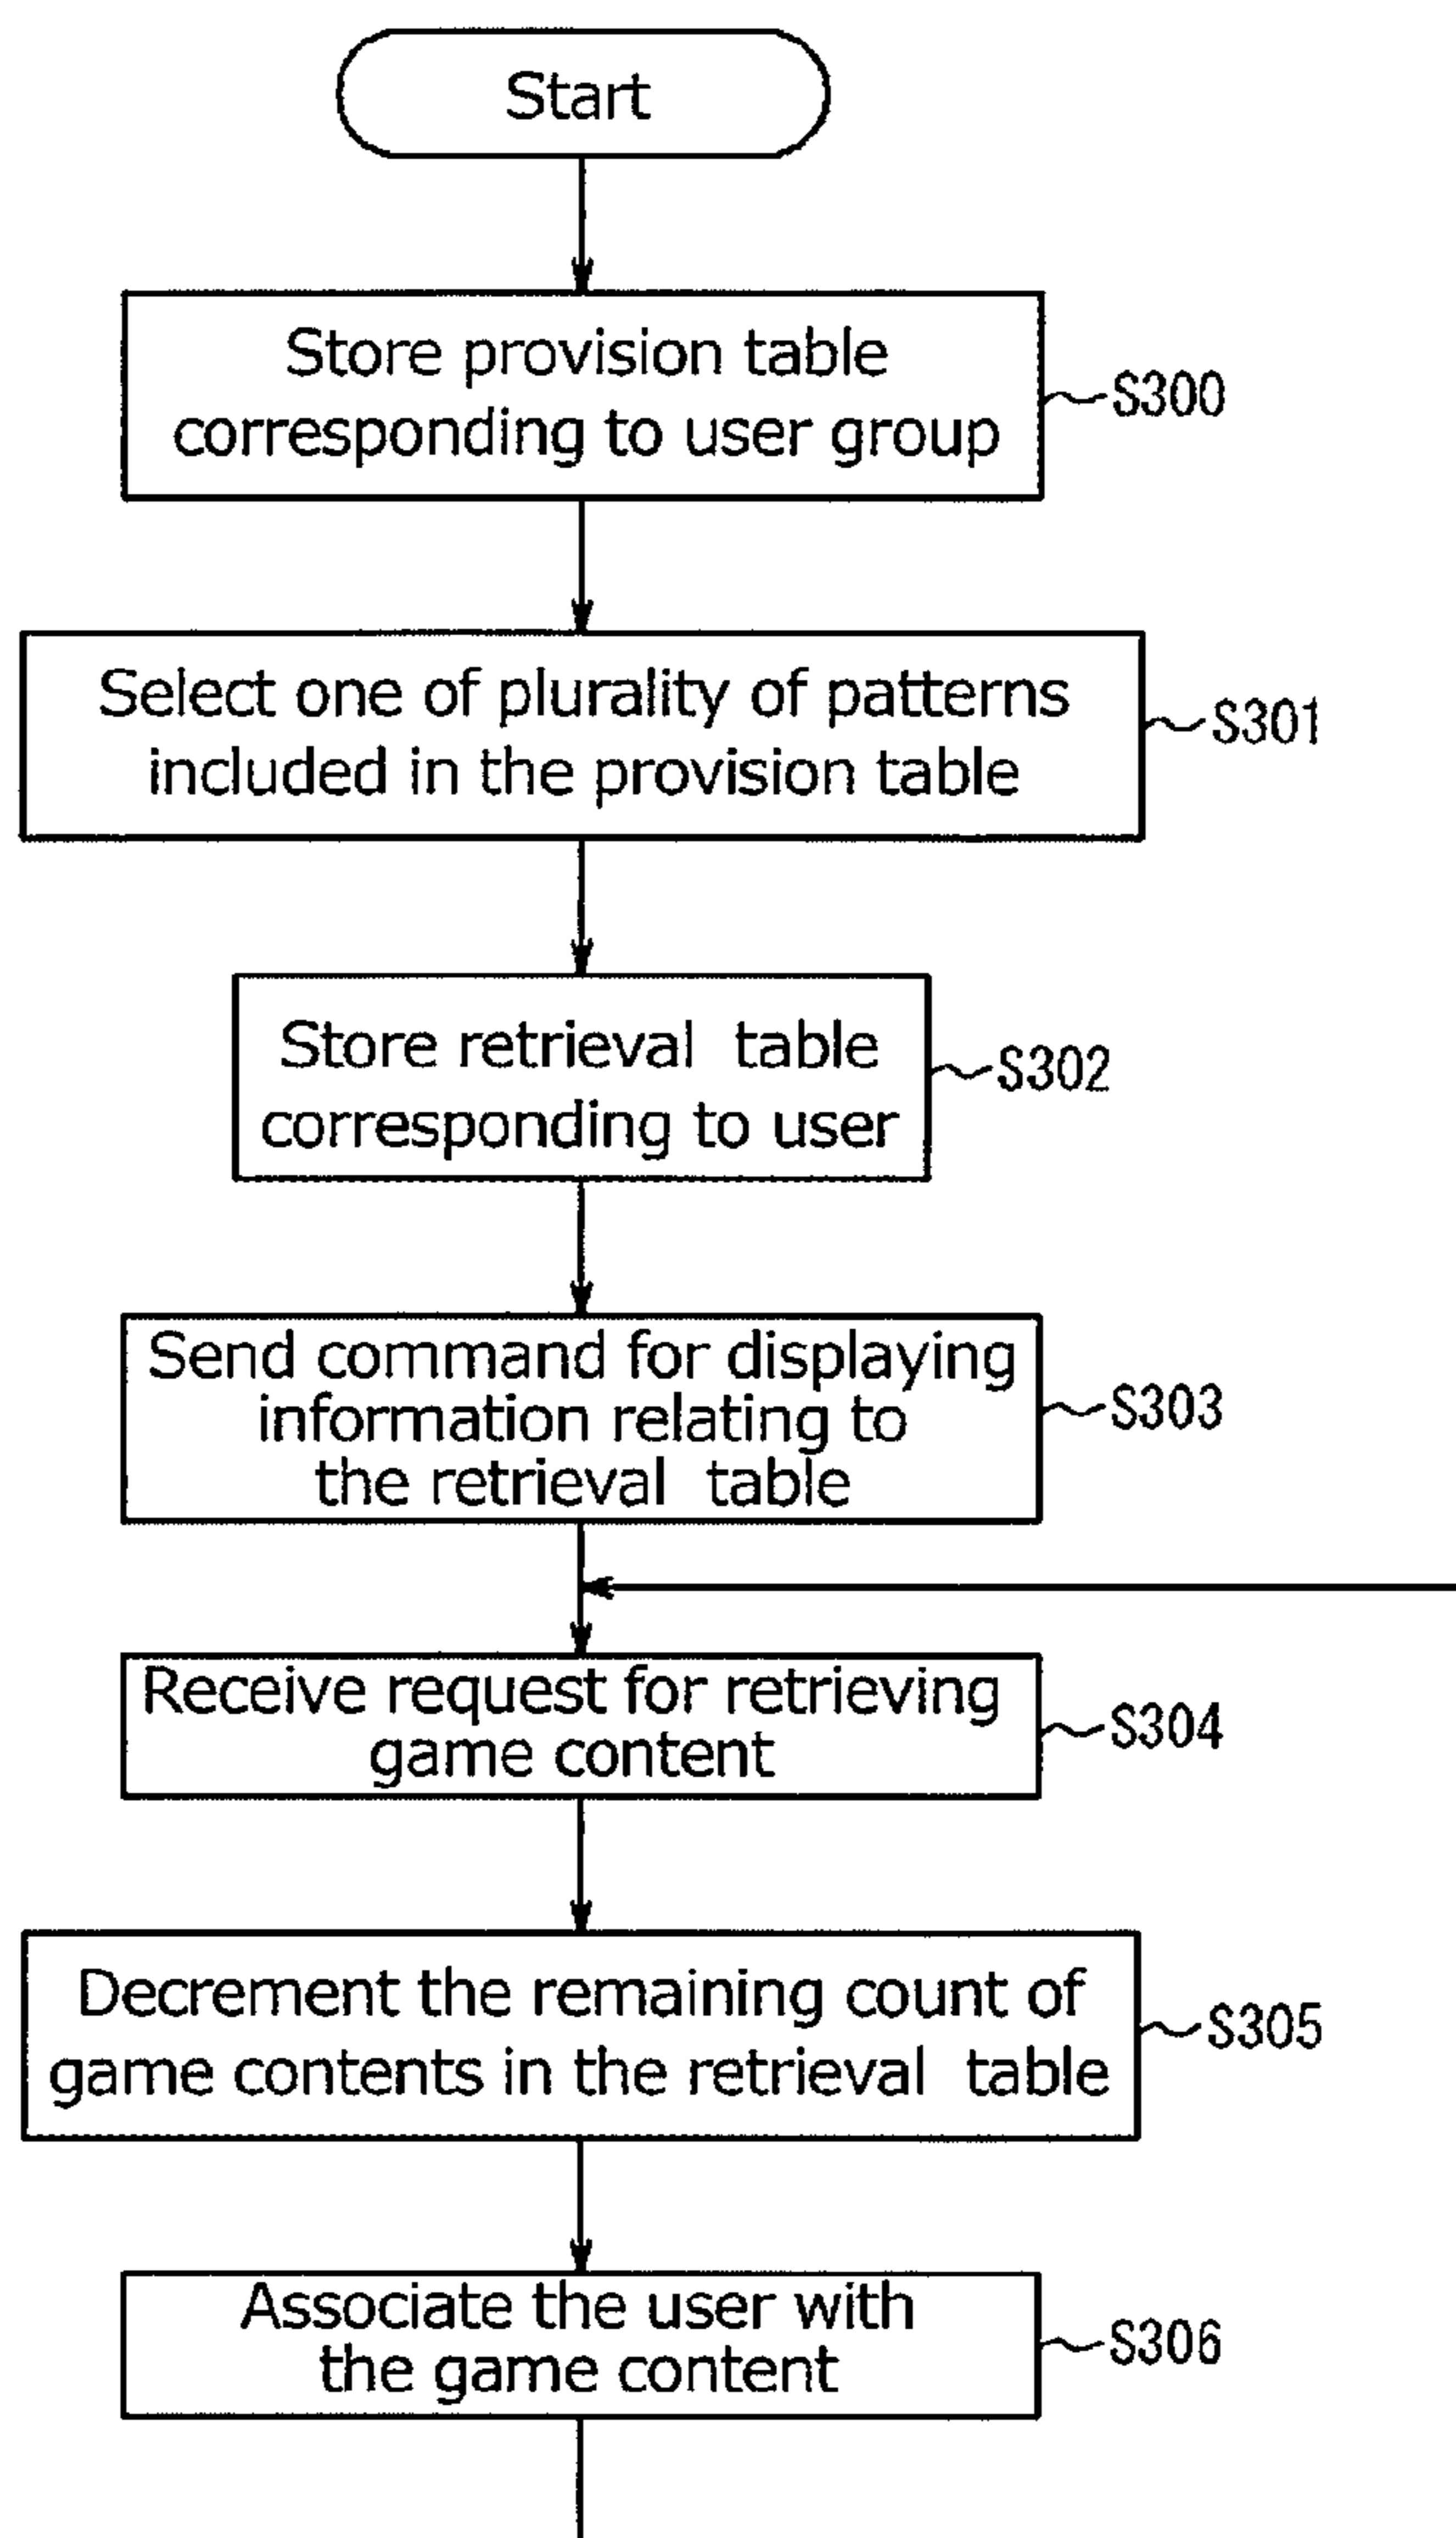 Start
Store provision table
corresponding to user group
S300
Select one of plurality of patterns
included in the provision table
S301
Store retrieval table
corresponding to user
S302
Send command for displaying
information relating to
the retrieval table
S303
Receive request for retrieving
game content
S304
Decrement the remaining count of
game contents in the retrieval table
S305
Associate the user with
the game content
S306